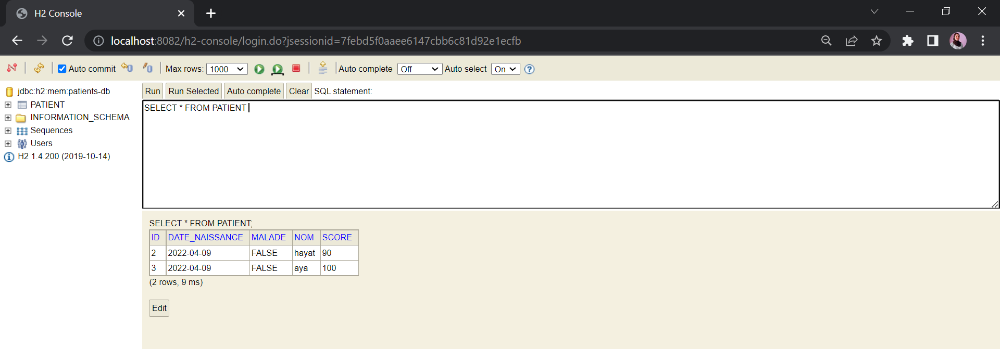 H2 Console
localhost:8082/h2-console/login.do?jsessionid=7febd5f0aaee6147cbb6c81d92e1ecfb
Auto commit Max rows: 1000 Auto complete Off Auto select On ?
jdbc:h2:mem:patients-db
PATIENT
INFORMATION_SCHEMA
Sequences
Users
H2 1.4.200 (2019-10-14)
Run Run Selected Auto complete Clear SQL statement:
SELECT * FROM PATIENT
SELECT * FROM PATIENT;
ID DATE_NAISSANCE MALADE NOM SCORE
2 2022-04-09 FALSE hayat 90
3 2022-04-09 FALSE aya 100
(2 rows, 9 ms)
Edit